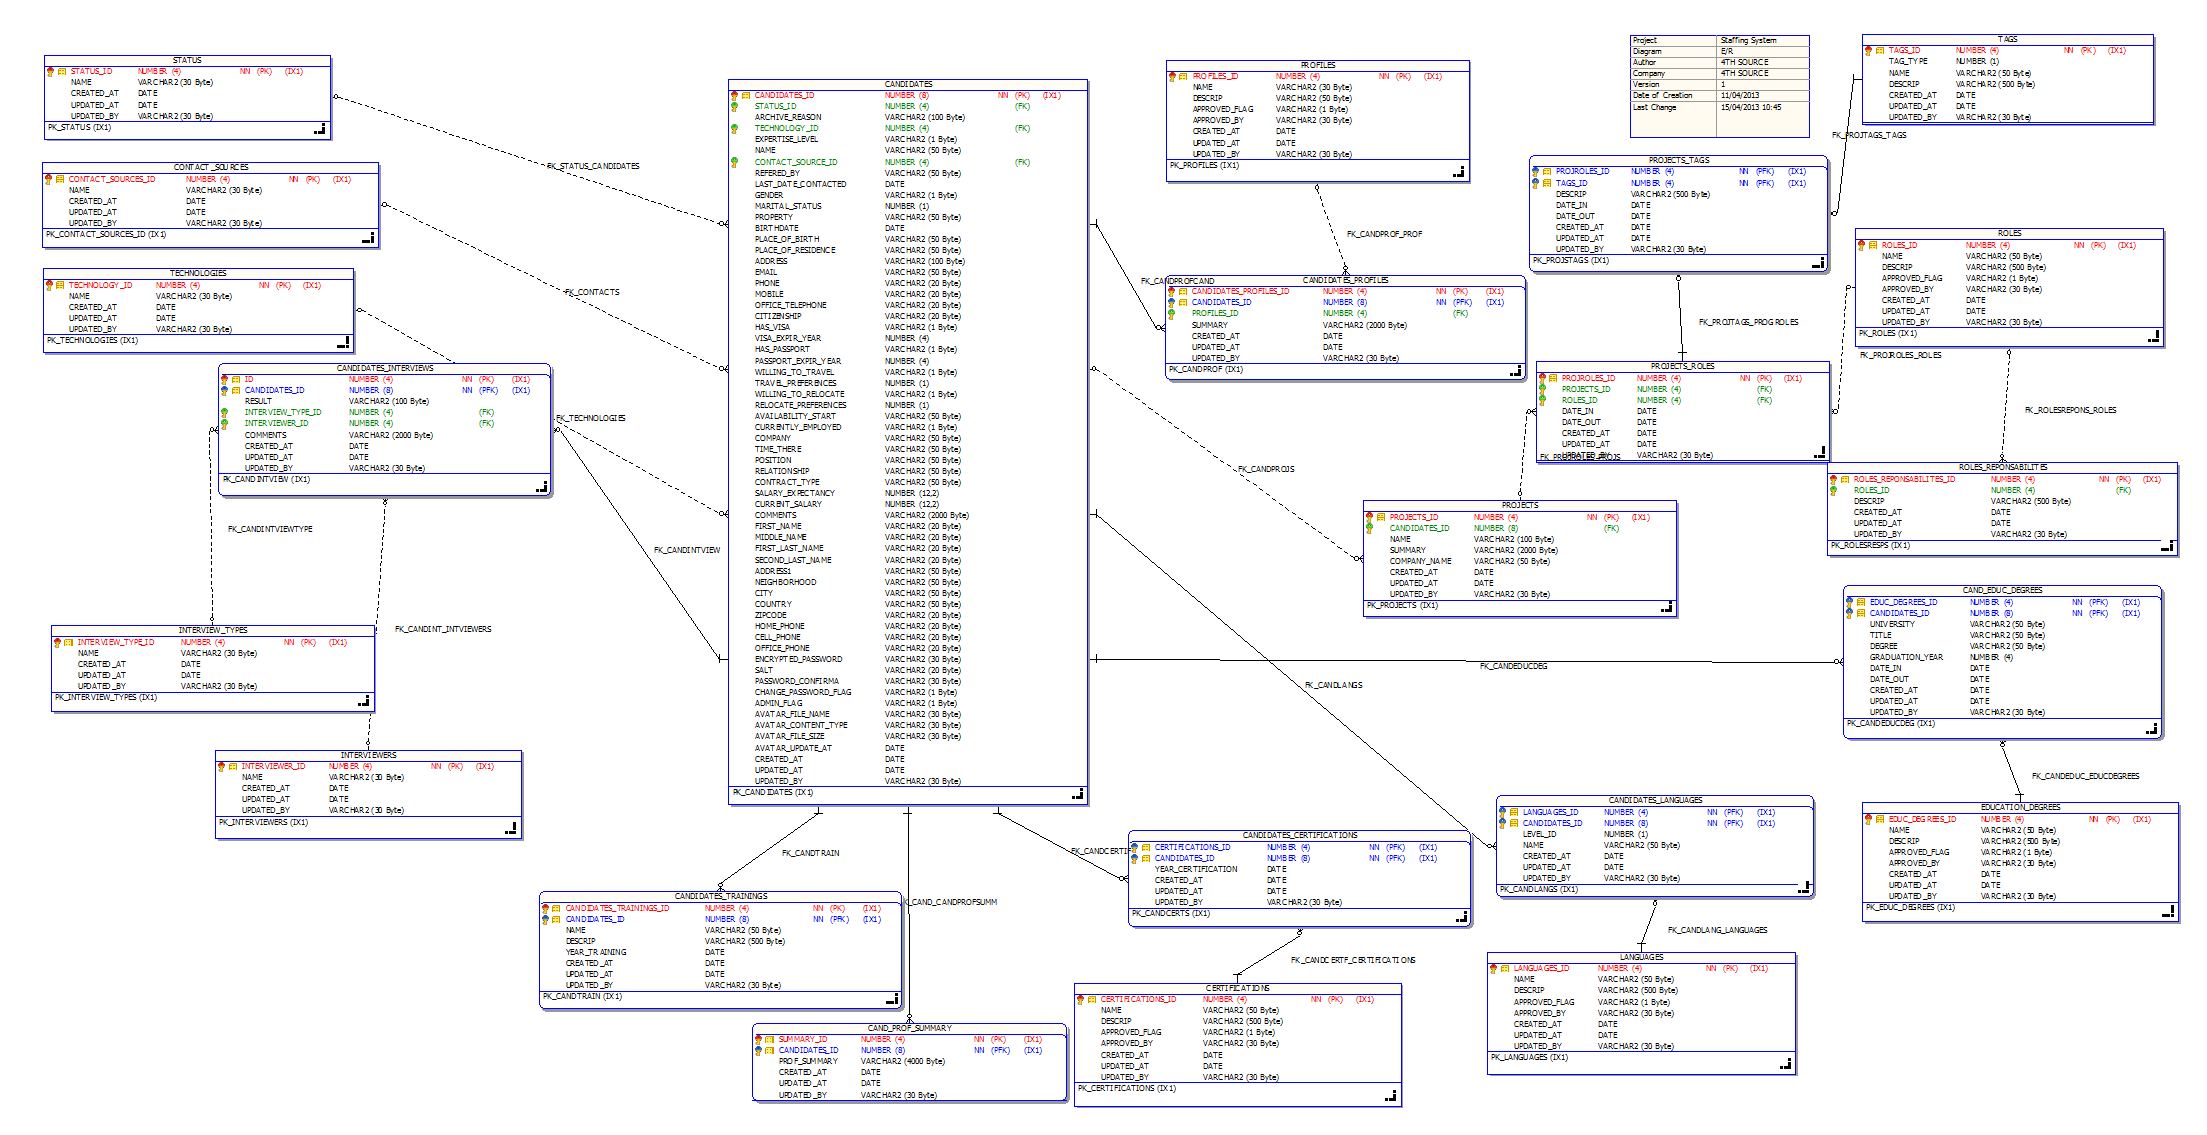 STATUS
STATUS_ID NUMBER (4) NN (PK) (IX1)
NAME VARCHAR2 (30 Byte)
CREATED_AT DATE
UPDATED_AT DATE
UPDATED_BY VARCHAR2 (30 Byte)
PK_STATUS (IX1)
CONTACT_SOURCES
CONTACT_SOURCES_ID NUMBER (4) NN (PK) (IX1)
NAME VARCHAR2 (30 Byte)
CREATED_AT DATE
UPDATED_AT DATE
UPDATED_BY VARCHAR2 (30 Byte)
PK_CONTACT_SOURCES_ID (IX1)
TECHNOLOGIES
TECHNOLOGY_ID NUMBER (4) NN (PK) (IX1)
NAME VARCHAR2 (30 Byte)
CREATED_AT DATE
UPDATED_AT DATE
UPDATED_BY VARCHAR2 (30 Byte)
PK_TECHNOLOGIES (IX1)
CANDIDATES_INTERVIEWS
ID NUMBER (4) NN (PK) (IX1)
CANDIDATES_ID NUMBER (8) NN (PFK) (IX1)
RESULT VARCHAR2 (100 Byte)
INTERVIEW_TYPE_ID NUMBER (4) (FK)
INTERVIEWER_ID NUMBER (4) (FK)
COMMENTS VARCHAR2 (2000 Byte)
CREATED_AT DATE
UPDATED_AT DATE
UPDATED_BY VARCHAR2 (30 Byte)
PK_CANDINTVIEW (IX1)
FK_STATUS_CANDIDATES
FK_CONTACTS
FK_TECHNOLOGIES
FK_CANDINTVIEW
FK_CANDINTVIEWTYPE
FK_CANDINT_INTVIEWERS
INTERVIEW_TYPES
INTERVIEW_TYPE_ID NUMBER (4) NN (PK) (IX1)
NAME VARCHAR2 (30 Byte)
CREATED_AT DATE
UPDATED_AT DATE
UPDATED_BY VARCHAR2 (30 Byte)
PK_INTERVIEW_TYPES (IX1)
INTERVIEWERS
INTERVIEWER_ID NUMBER (4) NN (PK) (IX1)
NAME VARCHAR2 (30 Byte)
CREATED_AT DATE
UPDATED_AT DATE
UPDATED_BY VARCHAR2 (30 Byte)
PK_INTERVIEWERS (IX1)
CANDIDATES
CANDIDATES_ID NUMBER (8) NN (PK) (IX1)
STATUS_ID NUMBER (4) (FK)
ARCHIVE_REASON VARCHAR2 (100 Byte)
TECHNOLOGY_ID NUMBER (4) (FK)
EXPERTISE_LEVEL VARCHAR2 (1 Byte)
NAME VARCHAR2 (50 Byte)
CONTACT_SOURCE_ID NUMBER (4) (FK)
REFERED_BY VARCHAR2 (50 Byte)
LAST_DATE_CONTACTED DATE
GENDER VARCHAR2 (1 Byte)
MARITAL_STATUS NUMBER (1)
PROPERTY VARCHAR2 (50 Byte)
BIRTHDATE DATE
PLACE_OF_BIRTH VARCHAR2 (50 Byte)
PLACE_OF_RESIDENCE VARCHAR2 (50 Byte)
ADDRESS VARCHAR2 (100 Byte)
EMAIL VARCHAR2 (50 Byte)
PHONE VARCHAR2 (20 Byte)
MOBILE VARCHAR2 (20 Byte)
OFFICE_TELEPHONE VARCHAR2 (20 Byte)
CITIZENSHIP VARCHAR2 (20 Byte)
HAS_VISA VARCHAR2 (1 Byte)
VISA_EXPIR_YEAR NUMBER (4)
HAS_PASSPORT VARCHAR2 (1 Byte)
PASSPORT_EXPIR_YEAR NUMBER (4)
WILLING_TO_TRAVEL VARCHAR2 (1 Byte)
TRAVEL_PREFERENCES NUMBER (1)
WILLING_TO_RELOCATE VARCHAR2 (1 Byte)
RELOCATE_PREFERENCES NUMBER (1)
AVAILABILITY_START VARCHAR2 (50 Byte)
CURRENTLY_EMPLOYED VARCHAR2 (1 Byte)
COMPANY VARCHAR2 (50 Byte)
TIME_THERE VARCHAR2 (50 Byte)
POSITION VARCHAR2 (50 Byte)
RELATIONSHIP VARCHAR2 (50 Byte)
CONTRACT_TYPE VARCHAR2 (50 Byte)
SALARY_EXPECTANCY NUMBER (12,2)
CURRENT_SALARY NUMBER (12,2)
COMMENTS VARCHAR2 (2000 Byte)
FIRST_NAME VARCHAR2 (20 Byte)
MIDDLE_NAME VARCHAR2 (20 Byte)
FIRST_LAST_NAME VARCHAR2 (20 Byte)
SECOND_LAST_NAME VARCHAR2 (20 Byte)
ADDRESS1 VARCHAR2 (50 Byte)
NEIGHBORHOOD VARCHAR2 (50 Byte)
CITY VARCHAR2 (50 Byte)
COUNTRY VARCHAR2 (50 Byte)
ZIPCODE VARCHAR2 (20 Byte)
HOME_PHONE VARCHAR2 (20 Byte)
CELL_PHONE VARCHAR2 (20 Byte)
OFFICE_PHONE VARCHAR2 (20 Byte)
ENCRYPTED_PASSWORD VARCHAR2 (30 Byte)
SALT VARCHAR2 (20 Byte)
PASSWORD_CONFIRMA VARCHAR2 (30 Byte)
CHANGE_PASSWORD_FLAG VARCHAR2 (1 Byte)
ADMIN_FLAG VARCHAR2 (1 Byte)
AVATAR_FILE_NAME VARCHAR2 (30 Byte)
AVATAR_CONTENT_TYPE VARCHAR2 (30 Byte)
AVATAR_FILE_SIZE VARCHAR2 (30 Byte)
AVATAR_UPDATE_AT DATE
CREATED_AT DATE
UPDATED_AT DATE
UPDATED_BY VARCHAR2 (30 Byte)
PK_CANDIDATES (IX1)
FK_CANDTRAIN
FK_CANDCERTIF
K_CAND_CANDPROFSUMM
CANDIDATES_TRAININGS
CANDIDATES_TRAININGS_ID NUMBER (4) NN (PK) (IX1)
CANDIDATES_ID NUMBER (8) NN (PFK) (IX1)
NAME VARCHAR2 (50 Byte)
DESCRIP VARCHAR2 (500 Byte)
YEAR_TRAINING DATE
CREATED_AT DATE
UPDATED_AT DATE
UPDATED_BY VARCHAR2 (30 Byte)
PK_CANDTRAIN (IX1)
CAND_PROF_SUMMARY
SUMMARY_ID NUMBER (4) NN (PK) (IX1)
CANDIDATES_ID NUMBER (8) NN (PFK) (IX1)
PROF_SUMMARY VARCHAR2 (4000 Byte)
CREATED_AT DATE
UPDATED_AT DATE
UPDATED_BY VARCHAR2 (30 Byte)
PROFILES
PROFILES_ID NUMBER (4) NN (PK) (IX1)
NAME VARCHAR2 (30 Byte)
DESCRIP VARCHAR2 (50 Byte)
APPROVED_FLAG VARCHAR2 (1 Byte)
APPROVED_BY VARCHAR2 (30 Byte)
CREATED_AT DATE
UPDATED_AT DATE
UPDATED_BY VARCHAR2 (30 Byte)
PK_PROFILES (IX1)
FK_CANDPROF_PROF
FK_CANDPROFCAND
CANDIDATES_PROFILES
CANDIDATES_PROFILES_ID NUMBER (4) NN (PK) (IX1)
CANDIDATES_ID NUMBER (8) NN (PFK) (IX1)
PROFILES_ID NUMBER (4) (FK)
SUMMARY VARCHAR2 (2000 Byte)
CREATED_AT DATE
UPDATED_AT DATE
UPDATED_BY VARCHAR2 (30 Byte)
PK_CANDPROF (IX1)
FK_CANDPROJS
Project Staffing System
Diagram E/R
Author 4TH SOURCE
Company 4TH SOURCE
Version 1
Date of Creation 11/04/2013
Last Change 15/04/2013 10:45
TAGS
TAGS_ID NUMBER (4) NN (PK) (IX1)
TAG_TYPE NUMBER (1)
NAME VARCHAR2 (50 Byte)
DESCRIP VARCHAR2 (500 Byte)
CREATED_AT DATE
UPDATED_AT DATE
UPDATED_BY VARCHAR2 (30 Byte)
FK_PROJTAGS_TAGS
PROJECTS_TAGS
PROJROLES_ID NUMBER (4) NN (PFK) (IX1)
TAGS_ID NUMBER (4) NN (PFK) (IX1)
DESCRIP VARCHAR2 (500 Byte)
DATE_IN DATE
DATE_OUT DATE
CREATED_AT DATE
UPDATED_AT DATE
UPDATED_BY VARCHAR2 (30 Byte)
PK_PROJSTAGS (IX1)
ROLES
ROLES_ID NUMBER (4) NN (PK) (IX1)
NAME VARCHAR2 (50 Byte)
DESCRIP VARCHAR2 (500 Byte)
APPROVED_FLAG VARCHAR2 (1 Byte)
APPROVED_BY VARCHAR2 (30 Byte)
CREATED_AT DATE
UPDATED_AT DATE
UPDATED_BY VARCHAR2 (30 Byte)
PK_ROLES (IX1)
FK_PROJTAGS_PROGROLES
FK_PROJROLES_ROLES
FK_ROLESREPONS_ROLES
PROJECTS_ROLES
PROJROLES_ID NUMBER (4) NN (PK) (IX1)
PROJECTS_ID NUMBER (4) (FK)
ROLES_ID NUMBER (4) (FK)
DATE_IN DATE
DATE_OUT DATE
CREATED_AT DATE
UPDATED_AT DATE
UPDATED_BY VARCHAR2 (30 Byte)
FK_PROJROLES_PROJS
ROLES_REPONSABILITES
ROLES_REPONSABILITES_ID NUMBER (4) NN (PK) (IX1)
ROLES_ID NUMBER (4) (FK)
DESCRIP VARCHAR2 (500 Byte)
CREATED_AT DATE
UPDATED_AT DATE
UPDATED_BY VARCHAR2 (30 Byte)
PK_ROLESRESPS (IX1)
PROJECTS
PROJECTS_ID NUMBER (4) NN (PK) (IX1)
CANDIDATES_ID NUMBER (8) (FK)
NAME VARCHAR2 (100 Byte)
SUMMARY VARCHAR2 (2000 Byte)
COMPANY_NAME VARCHAR2 (50 Byte)
CREATED_AT DATE
UPDATED_AT DATE
UPDATED_BY VARCHAR2 (30 Byte)
PK_PROJECTS (IX1)
FK_CANDEDUCDEG
FK_CANDLANGS
CAND_EDUC_DEGREES
EDUC_DEGREES_ID NUMBER (4) NN (PFK) (IX1)
CANDIDATES_ID NUMBER (8) NN (PFK) (IX1)
UNIVERSITY VARCHAR2 (50 Byte)
TITLE VARCHAR2 (50 Byte)
DEGREE VARCHAR2 (50 Byte)
GRADUATION_YEAR NUMBER (4)
DATE_IN DATE
DATE_OUT DATE
CREATED_AT DATE
UPDATED_AT DATE
UPDATED_BY VARCHAR2 (30 Byte)
PK_CANDEDUCDEG (IX1)
FK_CANDEDUC_EDUCDEGREES
EDUCATION_DEGREES
EDUC_DEGREES_ID NUMBER (4) NN (PK) (IX1)
NAME VARCHAR2 (50 Byte)
DESCRIP VARCHAR2 (500 Byte)
APPROVED_FLAG VARCHAR2 (1 Byte)
APPROVED_BY VARCHAR2 (30 Byte)
CREATED_AT DATE
UPDATED_AT DATE
UPDATED_BY VARCHAR2 (30 Byte)
PK_EDUC_DEGREES (IX1)
CANDIDATES_LANGUAGES
LANGUAGES_ID NUMBER (4) NN (PFK) (IX1)
CANDIDATES_ID NUMBER (8) NN (PFK) (IX1)
LEVEL_ID NUMBER (1)
NAME VARCHAR2 (50 Byte)
CREATED_AT DATE
UPDATED_AT DATE
UPDATED_BY VARCHAR2 (30 Byte)
PK_CANDLANGS (IX1)
FK_CANDLANG_LANGUAGES
LANGUAGES
LANGUAGES_ID NUMBER (4) NN (PK) (IX1)
NAME VARCHAR2 (50 Byte)
DESCRIP VARCHAR2 (500 Byte)
APPROVED_FLAG VARCHAR2 (1 Byte)
APPROVED_BY VARCHAR2 (30 Byte)
CREATED_AT DATE
UPDATED_AT DATE
UPDATED_BY VARCHAR2 (30 Byte)
PK_LANGUAGES (IX1)
CANDIDATES_CERTIFICATIONS
CERTIFICATIONS_ID NUMBER (4) NN (PFK) (IX1)
CANDIDATES_ID NUMBER (8) NN (PFK) (IX1)
YEAR_CERTIFICATION DATE
CREATED_AT DATE
UPDATED_AT DATE
UPDATED_BY VARCHAR2 (30 Byte)
PK_CANDCERTS (IX1)
FK_CANDCERTF_CERTIFICATIONS
CERTIFICATIONS
CERTIFICATIONS_ID NUMBER (4) NN (PK) (IX1)
NAME VARCHAR2 (50 Byte)
DESCRIP VARCHAR2 (500 Byte)
APPROVED_FLAG VARCHAR2 (1 Byte)
APPROVED_BY VARCHAR2 (30 Byte)
CREATED_AT DATE
UPDATED_AT DATE
UPDATED_BY VARCHAR2 (30 Byte)
PK_CERTIFICATIONS (IX1)